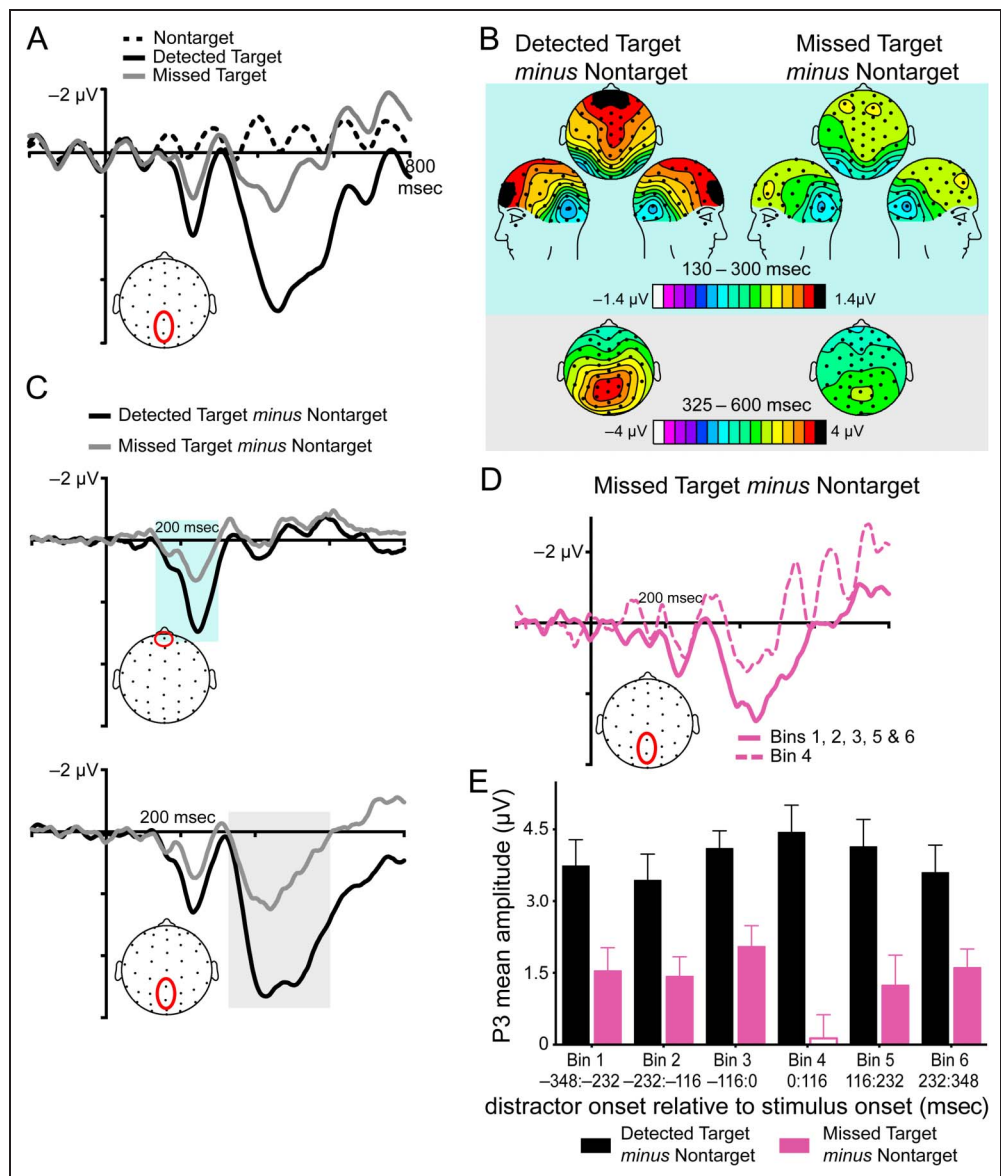 A
Nontarget
Detected Target
Missed Target
−2 µV
800
msec
B
Detected Target
minus Nontarget
Missed Target
minus Nontarget
130 – 300 msec
−1.4 µV
1.4µV
325 – 600 msec
−4 µV
4 µV
C
Detected Target minus Nontarget
Missed Target minus Nontarget
−2 µV
200 msec
−2 µV
200 msec
D
Missed Target minus Nontarget
−2 µV
200 msec
Bins 1, 2, 3, 5 & 6
Bin 4
E
P3 mean amplitude (µV)
4.5
3.0
1.5
0
Bin 1 Bin 2 Bin 3 Bin 4 Bin 5 Bin 6
−348:−232 −232:−116 −116:0 0:116 116:232 232:348
distractor onset relative to stimulus onset (msec)
Detected Target
minus Nontarget
Missed Target
minus Nontarget